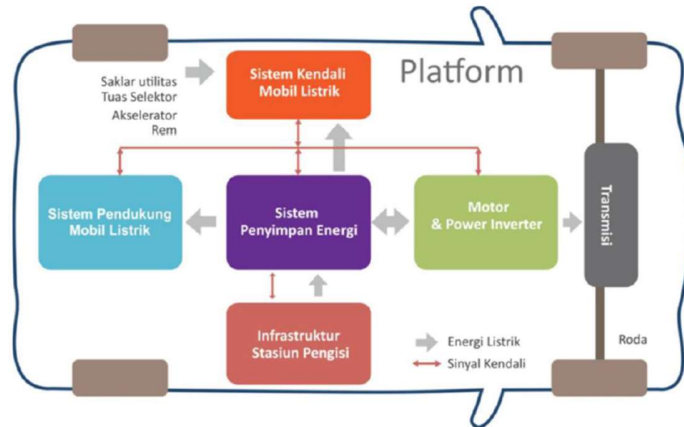 Platform
Saklar utilitas
Tuas Selektor
Akselerator
Rem
Sistem Kendali
Mobil Listrik
Sistem Pendukung
Mobil Listrik
Sistem
Penyimpan Energi
Motor
& Power Inverter
Transmisi
Infrastruktur
Stasiun Pengisi
Energi Listrik
Sinyal Kendali
Roda